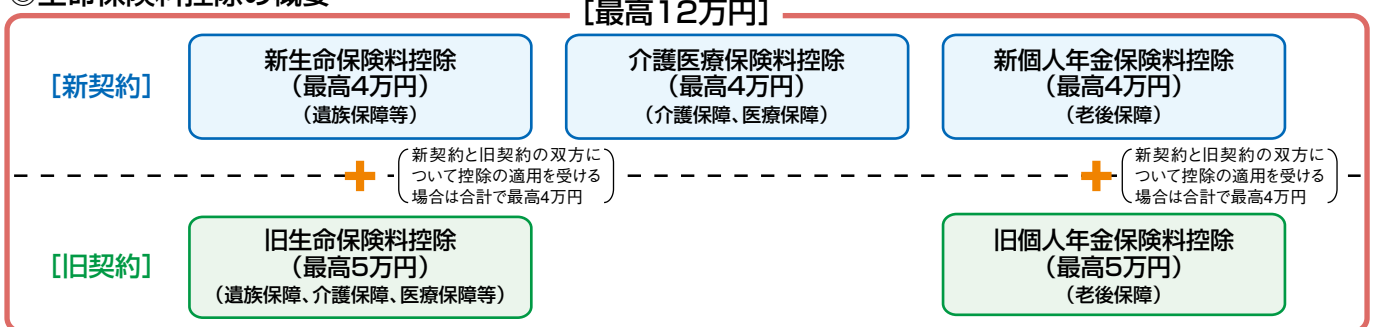 ◎生命保険料控除の概要
[最高12万円]
[新契約]
新生命保険料控除
(最高4万円)
(遺族保障等)
介護医療保険料控除
(最高4万円)
(介護保障、医療保障)
新個人年金保険料控除
(最高4万円)
(老後保障)
新契約と旧契約の双方に
ついて控除の適用を受ける
場合は合計で最高4万円
新契約と旧契約の双方に
ついて控除の適用を受ける
場合は合計で最高4万円
[旧契約]
旧生命保険料控除
(最高5万円)
(遺族保障、介護保障、医療保障等)
旧個人年金保険料控除
(最高5万円)
(老後保障)